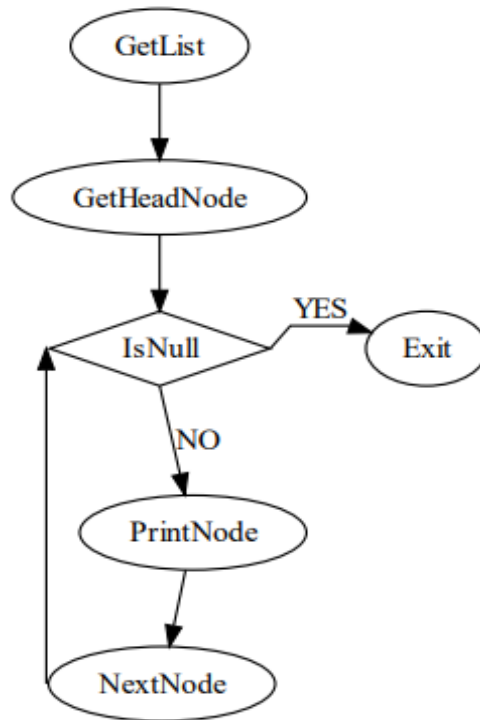 GetList
GetHeadNode
YES
IsNull
Exit
NO
PrintNode
NextNode